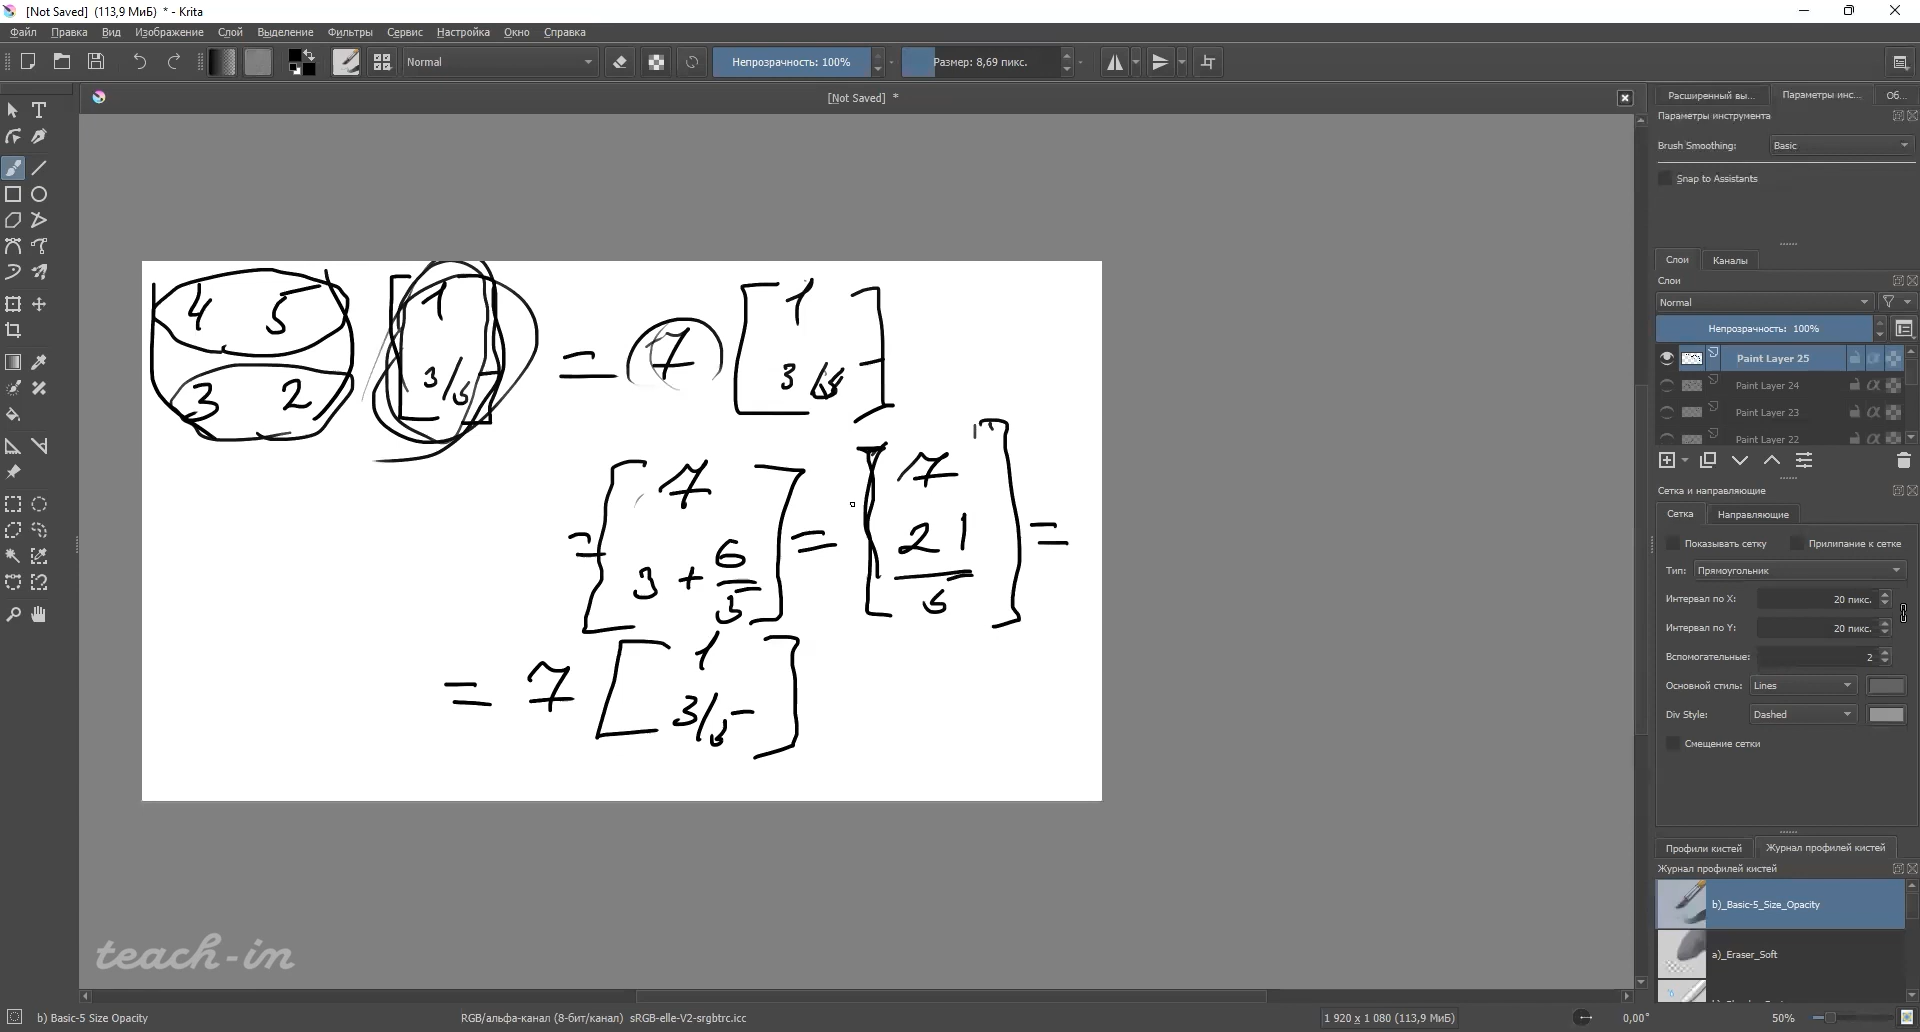 [Not Saved] (113,9 МиБ) * - Krita
Файл Правка Вид Изображение Слой Выделение Фильтры Сервис Настройка Окно Справка
Normal Непрозрачность: 100% Размер: 8,69 пикс.
[Not Saved] *
Расширенный вы... Параметры инс... Об...
Параметры инструмента
Brush Smoothing: Basic
Snap to Assistants
Слои Каналы
Слои
Normal
Непрозрачность: 100%
Paint Layer 25
Paint Layer 24
Paint Layer 23
Paint Layer 22
Сетка и направляющие
Сетка Направляющие
Показывать сетку Прилипание к сетке
Тип: Прямоугольник
Интервал по X: 20 пикс.
Интервал по Y: 20 пикс.
Вспомогательные: 2
Основной стиль: Lines
Div Style: Dashed
Смещение сетки
Профили кистей Журнал профилей кистей
Журнал профилей кистей
b)_Basic-5_Size_Opacity
a)_Eraser_Soft
4 5 1 = 7 1
3 2 3/5 3/5
= 7 = 7 =
3 + 6/5 21/5
= 7 1
3/5
teach-in
b) Basic-5 Size Opacity RGB/альфа-канал (8-бит/канал) sRGB-elle-V2-srgbtrc.icc 1 920 x 1 080 (113,9 МиБ) 0,00° 50%